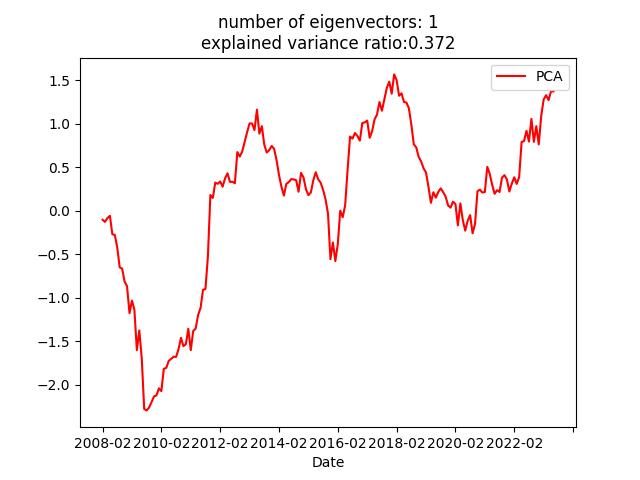 number of eigenvectors: 1
explained variance ratio:0.372
PCA
1.5
1.0
0.5
0.0
−0.5
−1.0
−1.5
−2.0
2008-02 2010-02 2012-02 2014-02 2016-02 2018-02 2020-02 2022-02
Date